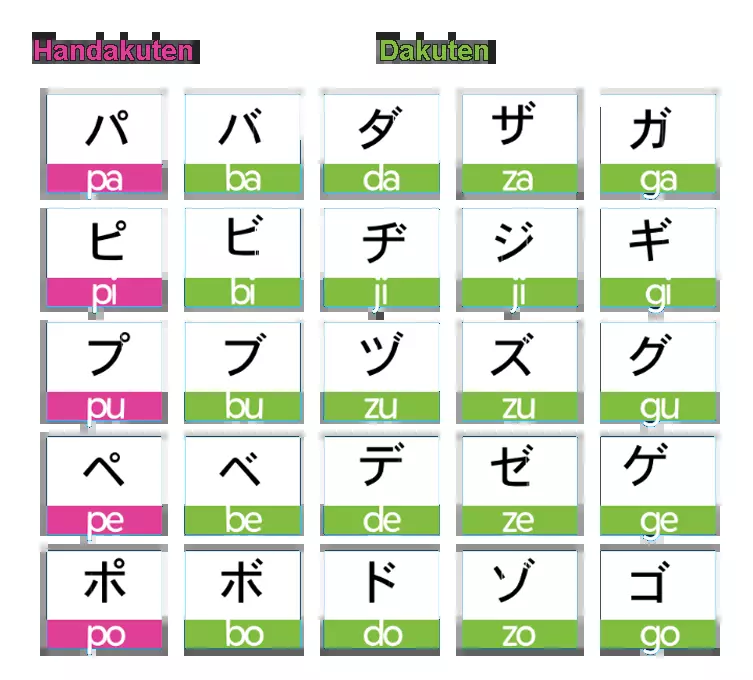 Handakuten Dakuten
パ バ ダ ザ ガ
pa ba da za ga
ピ ビ ヂ ジ ギ
pi bi ji ji gi
プ ブ ヅ ズ グ
pu bu zu zu gu
ペ ベ デ ゼ ゲ
pe be de ze ge
ポ ボ ド ゾ ゴ
po bo do zo go